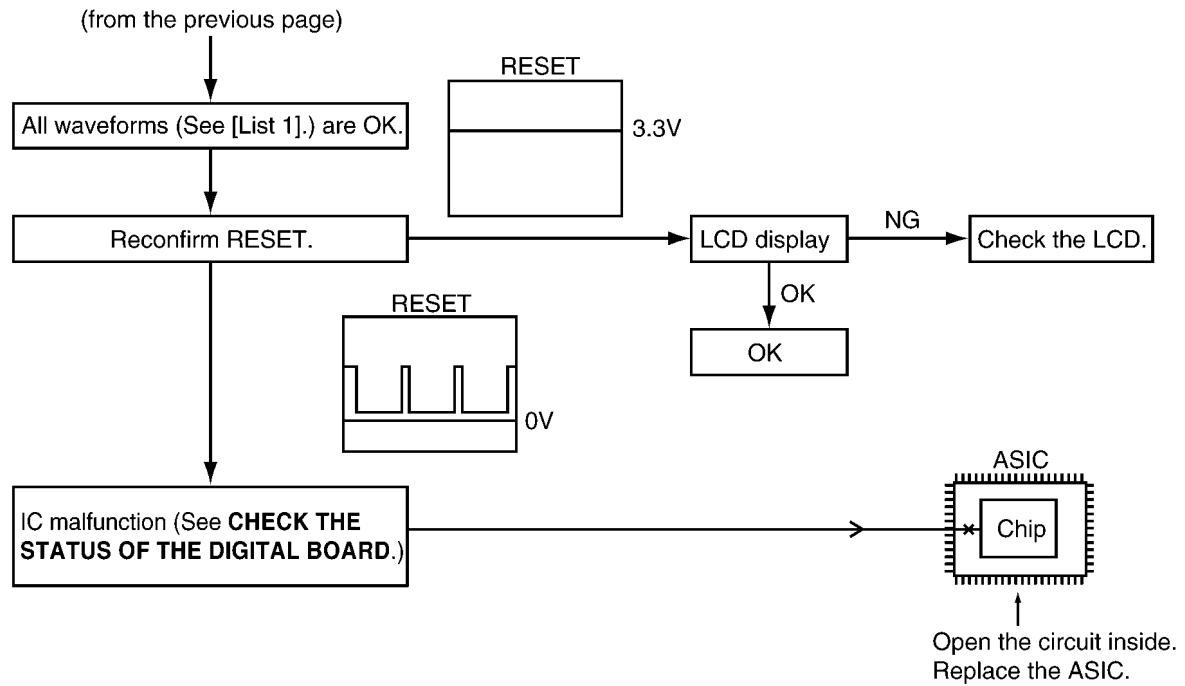 (from the previous page)
RESET
All waveforms (See [List 1].) are OK.
3.3V
Reconfirm RESET.
LCD display
NG
Check the LCD.
OK
RESET
OK
0V
ASIC
IC malfunction (See CHECK THE
STATUS OF THE DIGITAL BOARD.)
Chip
Open the circuit inside.
Replace the ASIC.